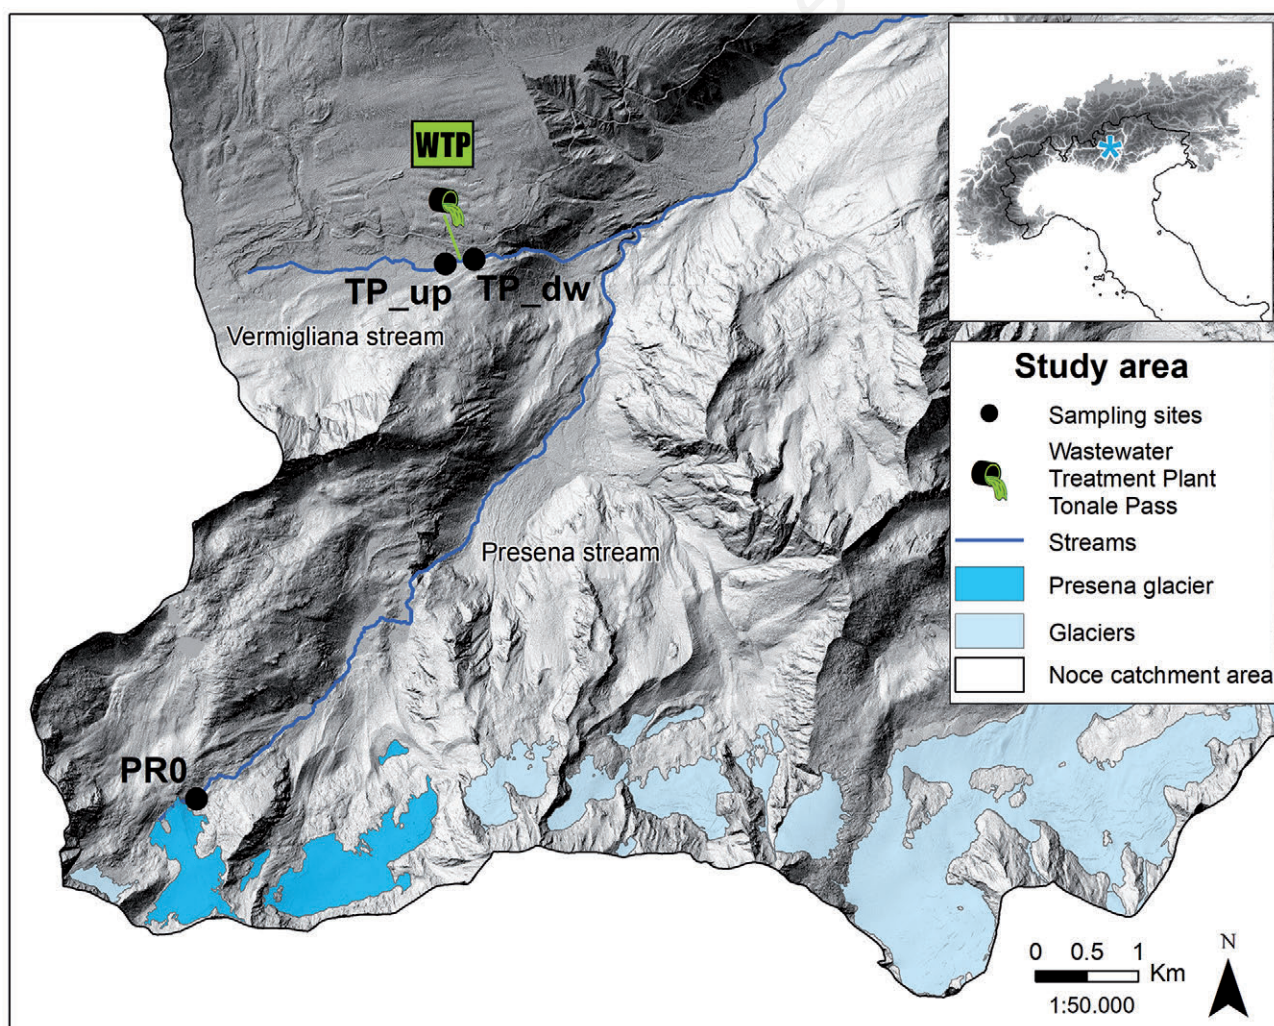 WTP
TP_up
TP_dw
Vermigliana stream
Presena stream
PR0
Study area
Sampling sites
Wastewater
Treatment Plant
Tonale Pass
Streams
Presena glacier
Glaciers
Noce catchment area
N
0 0.5 1
Km
1:50.000